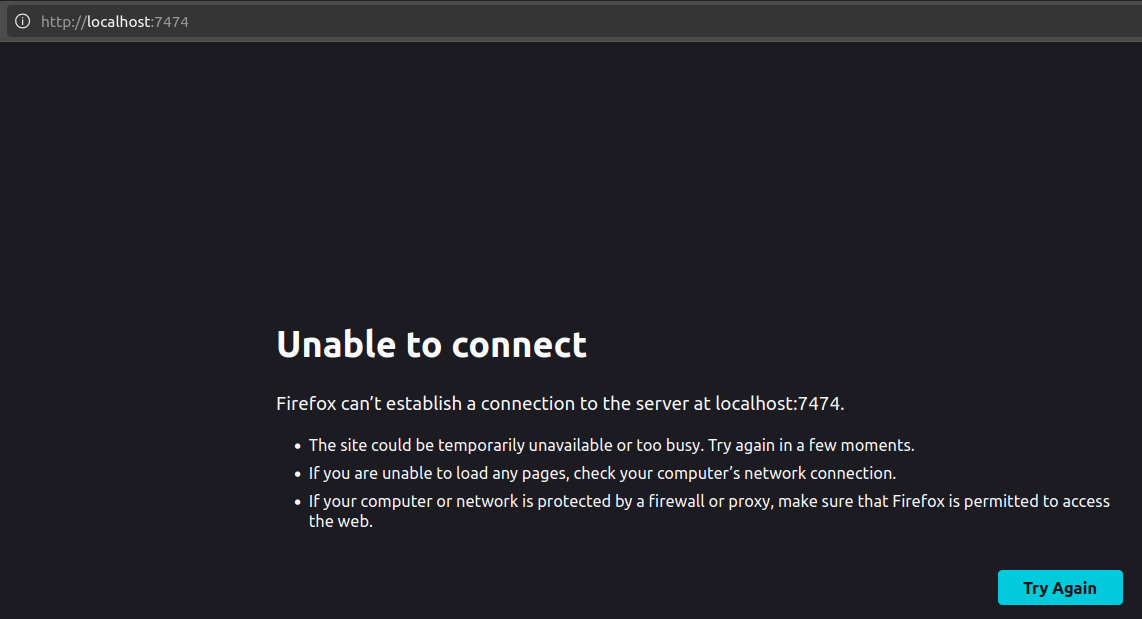 http://localhost:7474
Unable to connect
Firefox can’t establish a connection to the server at localhost:7474.
• The site could be temporarily unavailable or too busy. Try again in a few moments.
• If you are unable to load any pages, check your computer’s network connection.
• If your computer or network is protected by a firewall or proxy, make sure that Firefox is permitted to access
the web.
Try Again